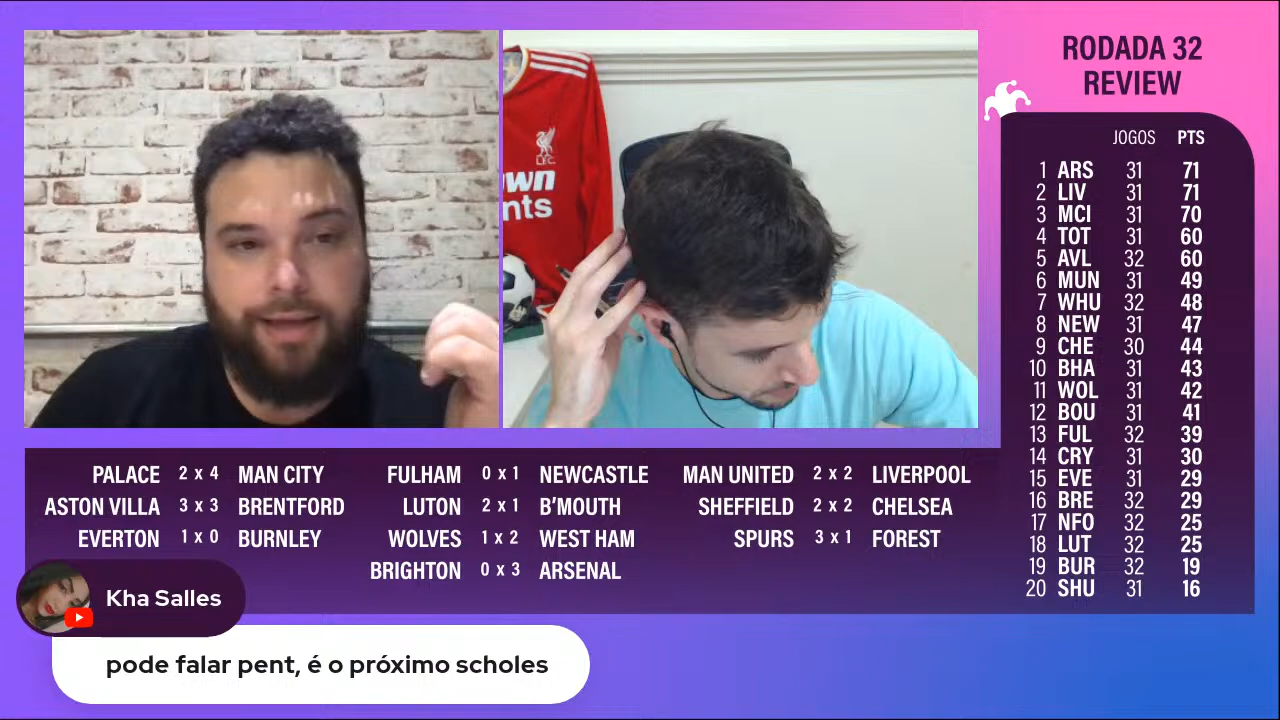 RODADA 32
REVIEW
JOGOS PTS
1 ARS 31 71
2 LIV 31 71
3 MCI 31 70
4 TOT 31 60
5 AVL 32 60
6 MUN 31 49
7 WHU 32 48
8 NEW 31 47
9 CHE 30 44
10 BHA 31 43
11 WOL 31 42
12 BOU 31 41
13 FUL 32 39
14 CRY 31 30
15 EVE 31 29
16 BRE 32 29
17 NFO 32 25
18 LUT 32 25
19 BUR 32 19
20 SHU 31 16
L.F.C.
wn
nts
PALACE 2 x 4 MAN CITY
ASTON VILLA 3 x 3 BRENTFORD
EVERTON 1 x 0 BURNLEY
FULHAM 0 x 1 NEWCASTLE
LUTON 2 x 1 B'MOUTH
WOLVES 1 x 2 WEST HAM
BRIGHTON 0 x 3 ARSENAL
MAN UNITED 2 x 2 LIVERPOOL
SHEFFIELD 2 x 2 CHELSEA
SPURS 3 x 1 FOREST
Kha Salles
pode falar pent, é o próximo scholes